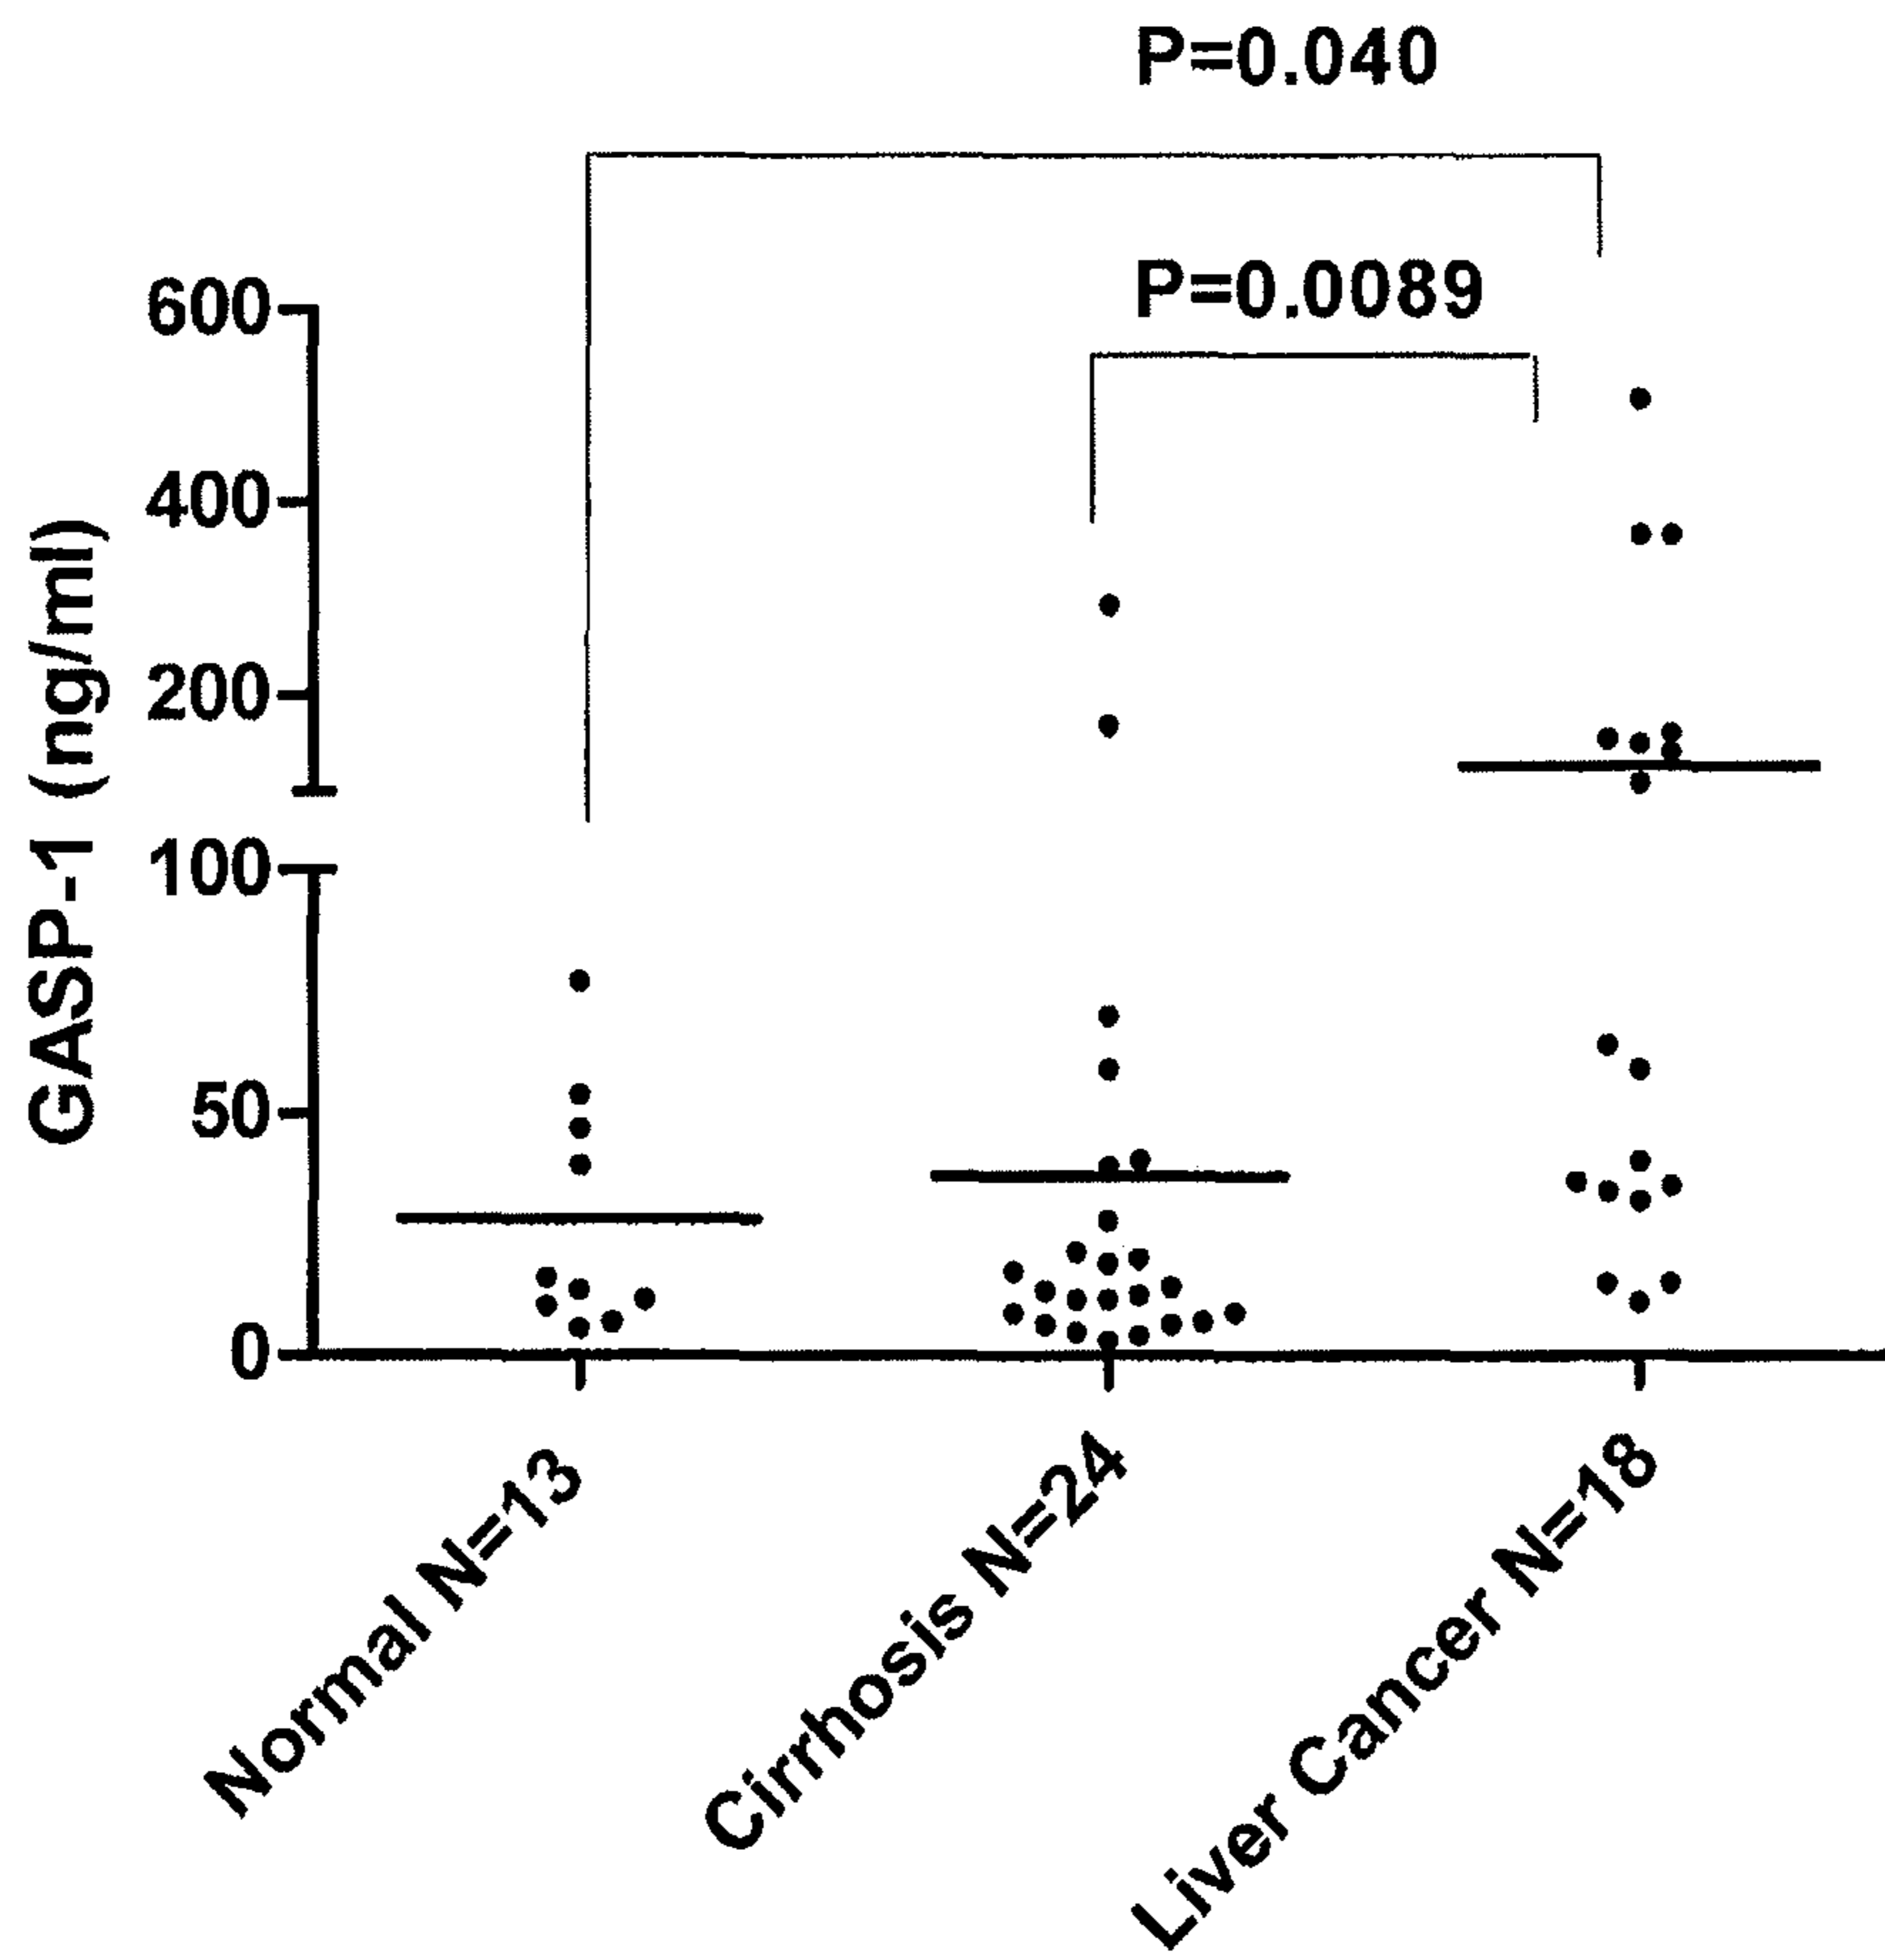 P=0.040
P=0.0089
600
400
200
100
50
0
GASP-1 (ng/ml)
Normal N=13
Cirrhosis N=24
Liver Cancer N=18